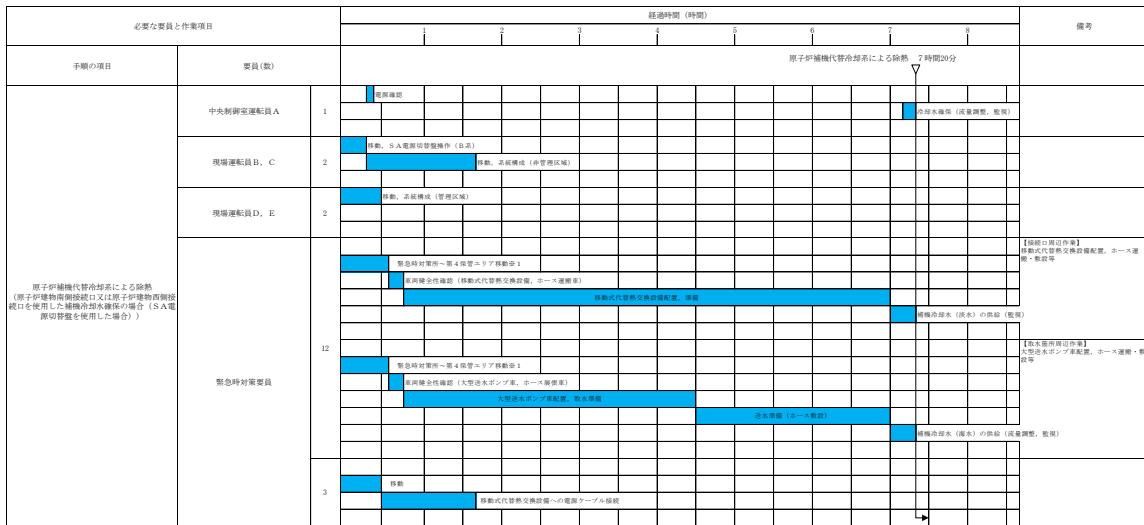 必要な要員と作業項目
経過時間（時間）
備考
1 2 3 4 5 6 7 8
手順の項目
要員(数)
原子炉補機代替冷却系による除熱　７時間20分
原子炉補機代替冷却系による除熱
（原子炉建物南側接続口又は原子炉建物西側接
続口を使用した補機冷却水確保の場合（ＳＡ電
源切替盤を使用した場合））
中央制御室運転員Ａ
1
電源確認
冷却水確保（流量調整，監視）
現場運転員Ｂ，Ｃ
2
移動，ＳＡ電源切替盤操作（Ｂ系）
移動，系統構成（非管理区域）
現場運転員Ｄ，Ｅ
2
移動，系統構成（管理区域）
緊急時対策要員
12
緊急時対策所～第４保管エリア移動※１
車両健全性確認（移動式代替熱交換設備，ホース運搬車）
移動式代替熱交換設備配置，準備
補機冷却水（淡水）の供給（監視）
【接続口周辺作業】
移動式代替熱交換設備配置，ホース運
搬・敷設等
緊急時対策所～第４保管エリア移動※１
車両健全性確認（大型送水ポンプ車，ホース展張車）
大型送水ポンプ車配置，取水準備
送水準備（ホース敷設）
補機冷却水（海水）の供給（流量調整，監視）
【取水箇所周辺作業】
大型送水ポンプ車配置，ホース運搬・敷
設等
3
移動
移動式代替熱交換設備への電源ケーブル接続